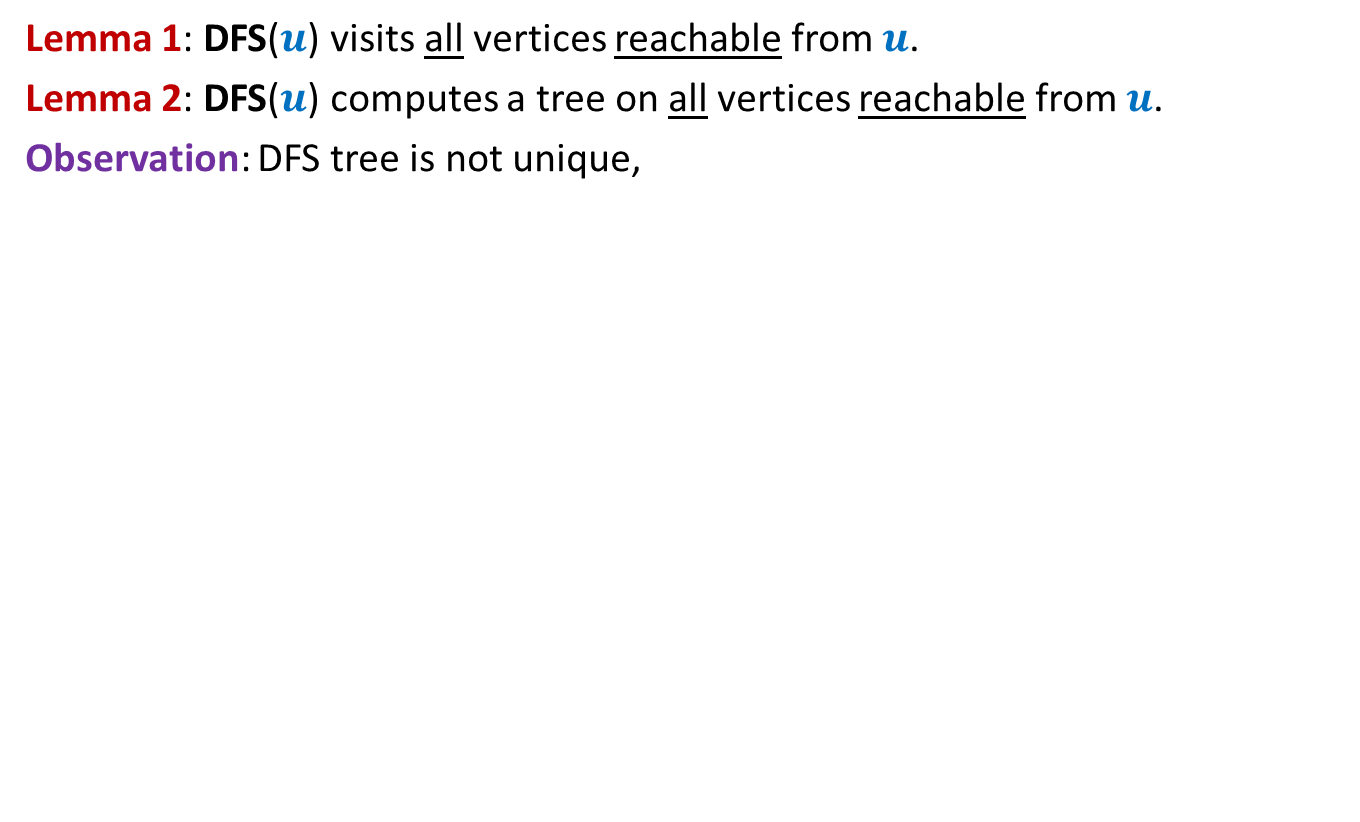 Lemma 1: DFS(u) visits all vertices reachable from u.
Lemma 2: DFS(u) computes a tree on all vertices reachable from u.
Observation: DFS tree is not unique,